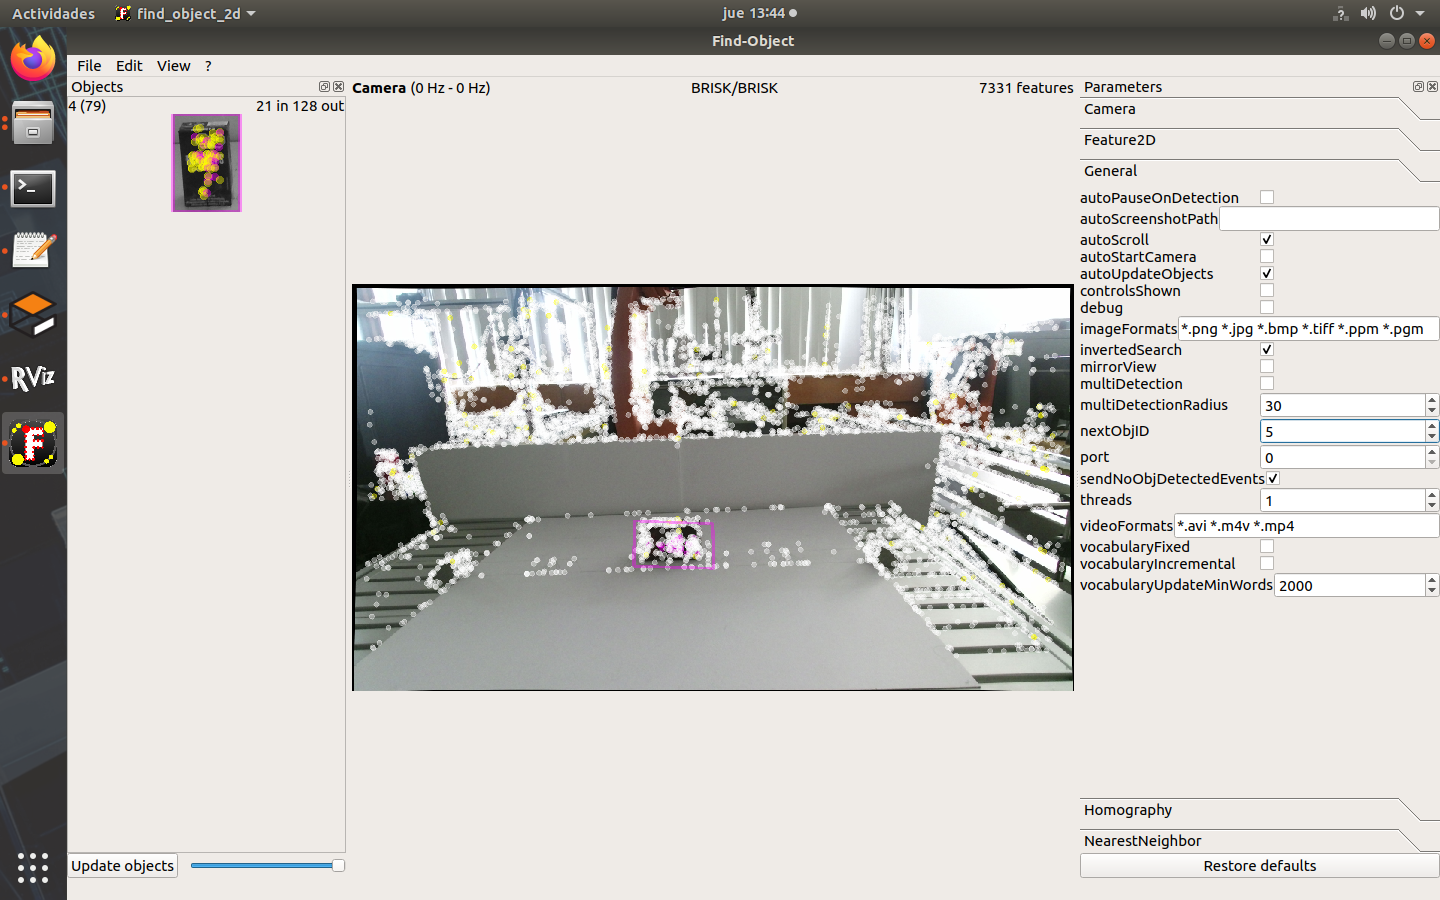 Actividades find_object_2d jue 13:44
Find-Object
File Edit View ?
Objects
4 (79) 21 in 128 out
Update objects
RViz
F
Camera (0 Hz - 0 Hz) BRISK/BRISK 7331 features
Parameters
Camera
Feature2D
General
autoPauseOnDetection
autoScreenshotPath
autoScroll
autoStartCamera
autoUpdateObjects
controlsShown
debug
imageFormats *.png *.jpg *.bmp *.tiff *.ppm *.pgm
invertedSearch
mirrorView
multiDetection
multiDetectionRadius 30
nextObjID 5
port 0
sendNoObjDetectedEvents
threads 1
videoFormats *.avi *.m4v *.mp4
vocabularyFixed
vocabularyIncremental
vocabularyUpdateMinWords 2000
Homography
NearestNeighbor
Restore defaults